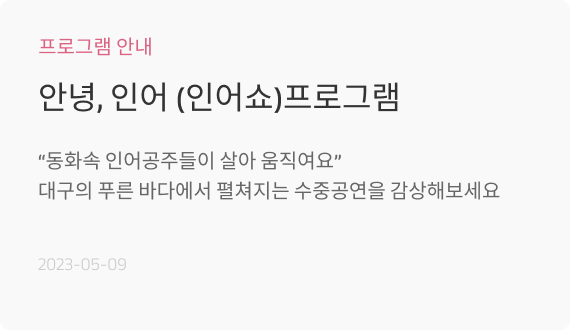 프로그램 안내
안녕, 인어 (인어쇼)프로그램
“동화속 인어공주들이 살아 움직여요”
대구의 푸른 바다에서 펼쳐지는 수중공연을 감상해보세요
2023-05-09